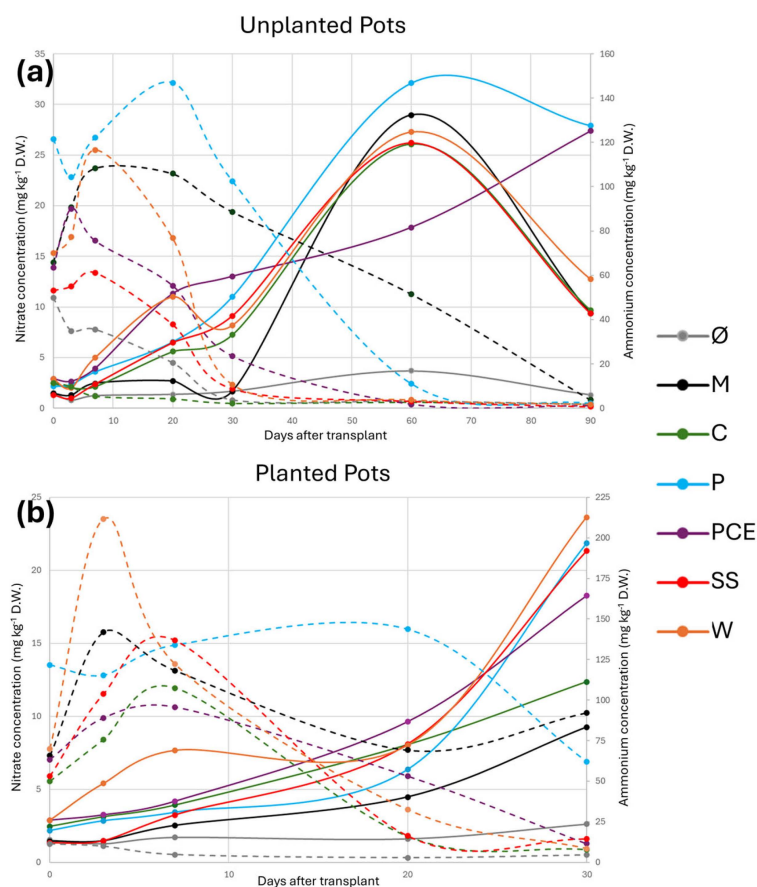 Unplanted Pots
(a)
35
30
25
20
15
10
5
0
Nitrate concentration (mg kg⁻¹ D.W.)
160
140
120
100
80
60
40
20
0
Ammonium concentration (mg kg⁻¹ D.W.)
0 10 20 30 40 50 60 70 80 90
Days after transplant
Ø
M
C
P
PCE
SS
W
Planted Pots
(b)
25
20
15
10
5
0
Nitrate concentration (mg kg⁻¹ D.W.)
225
200
175
150
125
100
75
50
25
0
Ammonium concentration (mg kg⁻¹ D.W.)
0 10 20 30
Days after transplant